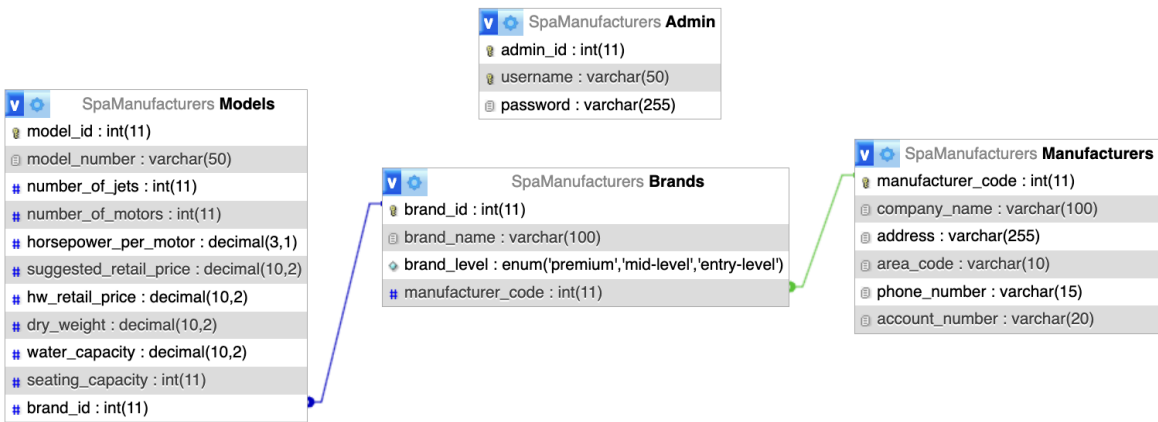 SpaManufacturers Admin
admin_id : int(11)
username : varchar(50)
password : varchar(255)
SpaManufacturers Models
model_id : int(11)
model_number : varchar(50)
number_of_jets : int(11)
number_of_motors : int(11)
horsepower_per_motor : decimal(3,1)
suggested_retail_price : decimal(10,2)
hw_retail_price : decimal(10,2)
dry_weight : decimal(10,2)
water_capacity : decimal(10,2)
seating_capacity : int(11)
brand_id : int(11)
SpaManufacturers Brands
brand_id : int(11)
brand_name : varchar(100)
brand_level : enum('premium','mid-level','entry-level')
manufacturer_code : int(11)
SpaManufacturers Manufacturers
manufacturer_code : int(11)
company_name : varchar(100)
address : varchar(255)
area_code : varchar(10)
phone_number : varchar(15)
account_number : varchar(20)